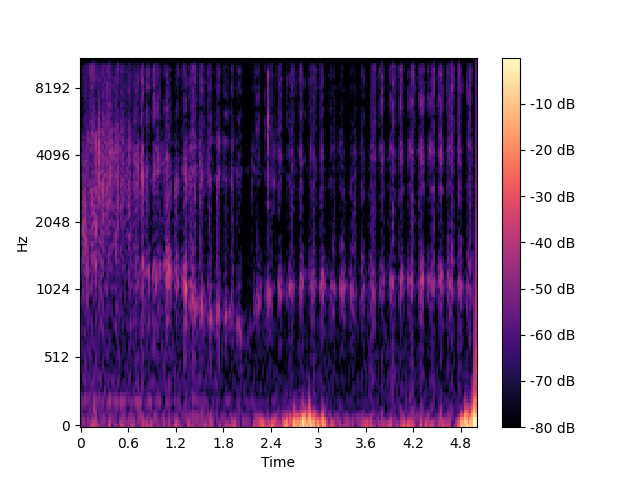 8192
4096
2048
1024
512
0
Hz
0 0.6 1.2 1.8 2.4 3 3.6 4.2 4.8
Time
-10 dB
-20 dB
-30 dB
-40 dB
-50 dB
-60 dB
-70 dB
-80 dB